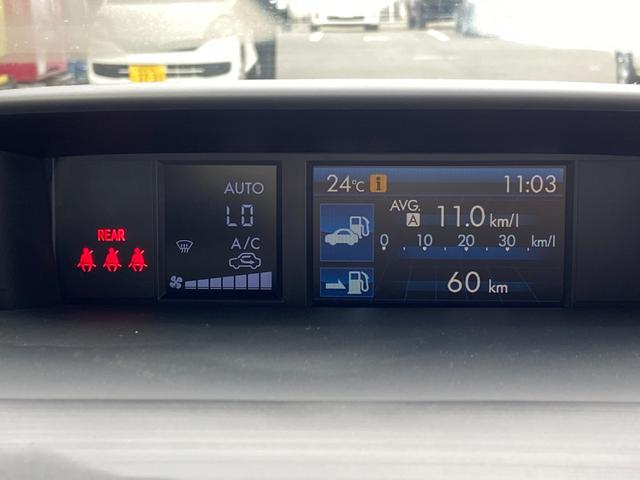 REAR
AUTO
LO
A/C
24°C i 11:03
AVG.
A 11.0 km/l
0 10 20 30 km/l
60 km